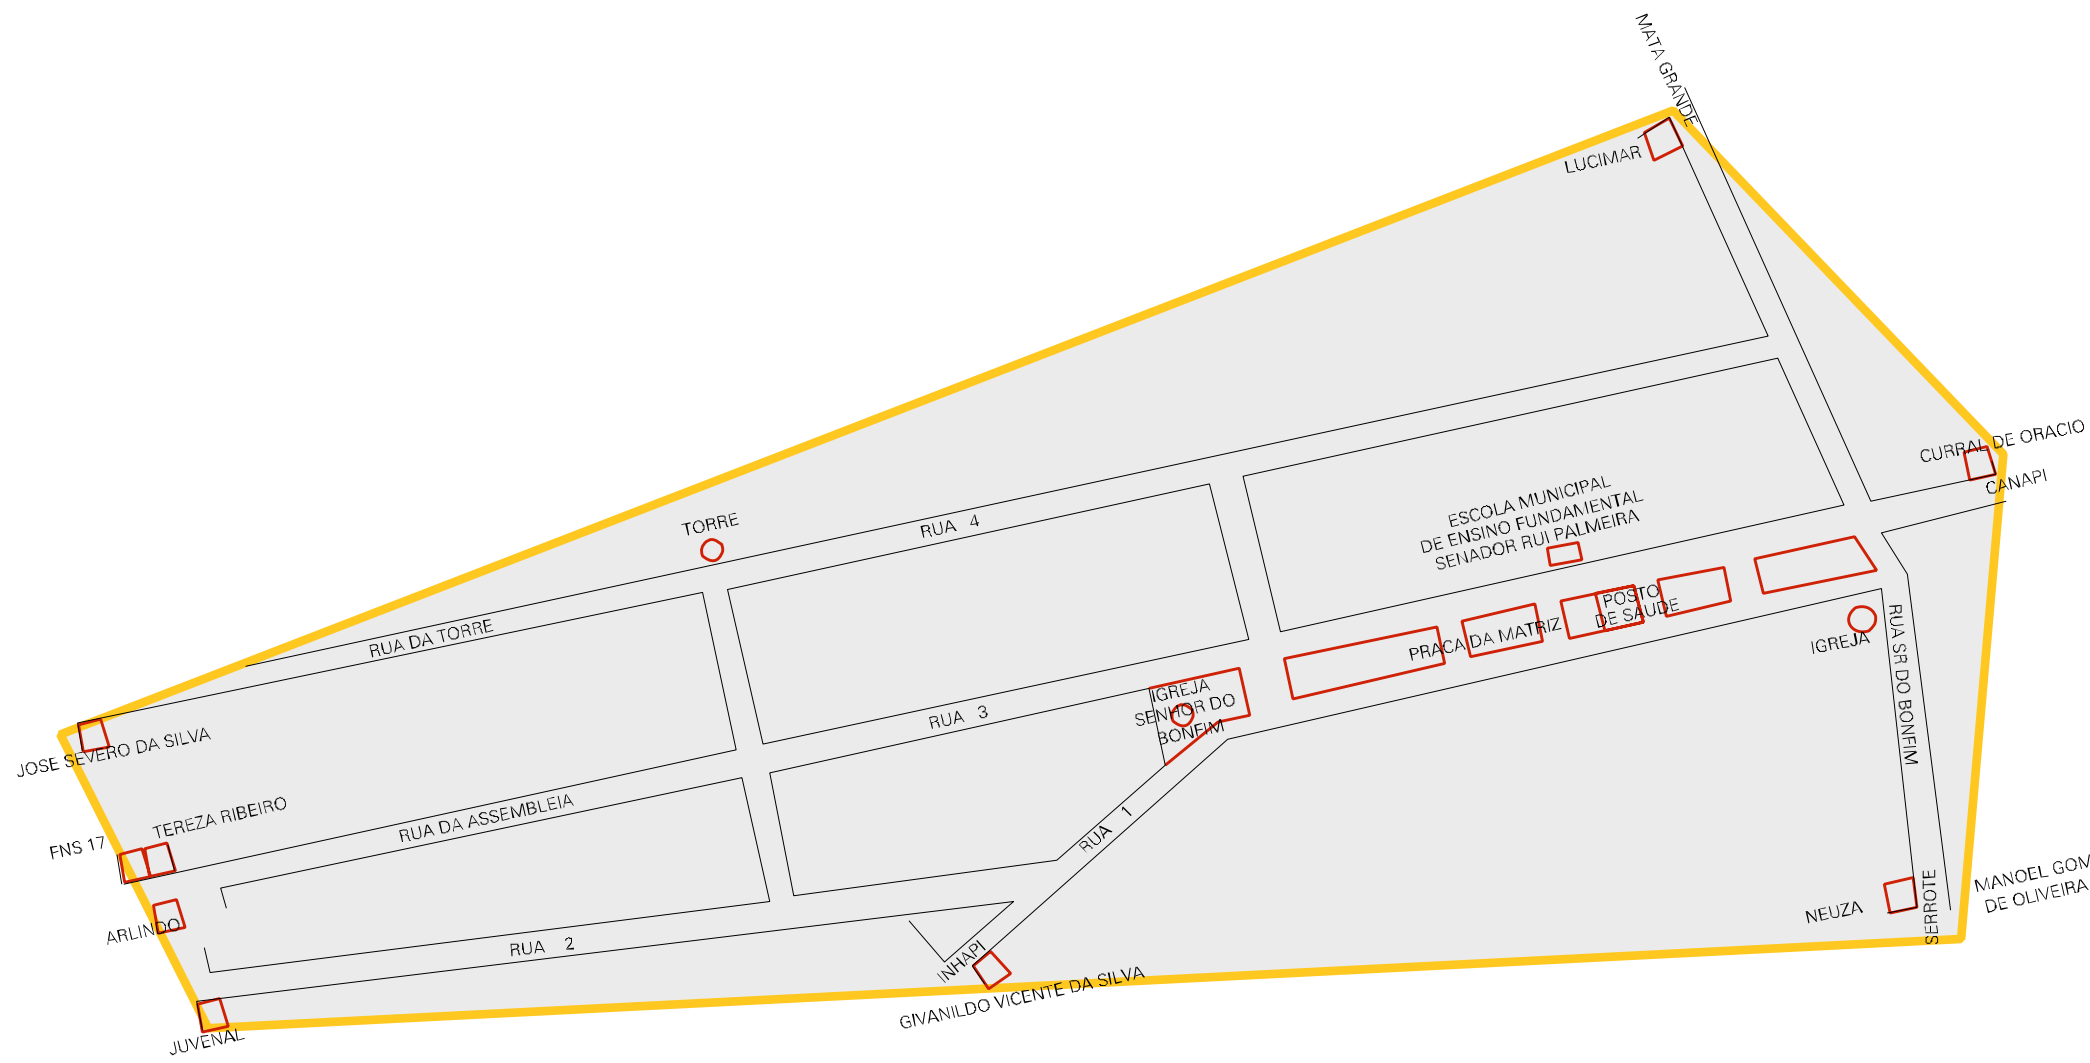 MATA GRANDE
LUCIMAR
CURRAL DE ORACIO
CANAPI
ESCOLA MUNICIPAL
DE ENSINO FUNDAMENTAL
SENADOR RUI PALMEIRA
TORRE
RUA 4
RUA DA TORRE
POSTO
DE SAUDE
PRACA DA MATRIZ
IGREJA
RUA SR DO BONFIM
IGREJA
SENHOR DO
BONFIM
RUA 3
JOSE SEVERO DA SILVA
TEREZA RIBEIRO
FNS 17
RUA DA ASSEMBLEIA
RUA 1
ARLINDO
RUA 2
INHAPI
GIVANILDO VICENTE DA SILVA
JUVENAL
NEUZA
SERROTE
MANOEL GOM
DE OLIVEIRA